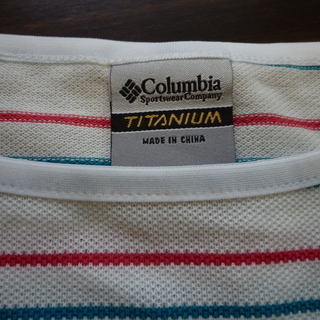 Columbia
Sportswear Company
TITANIUM
MADE IN CHINA